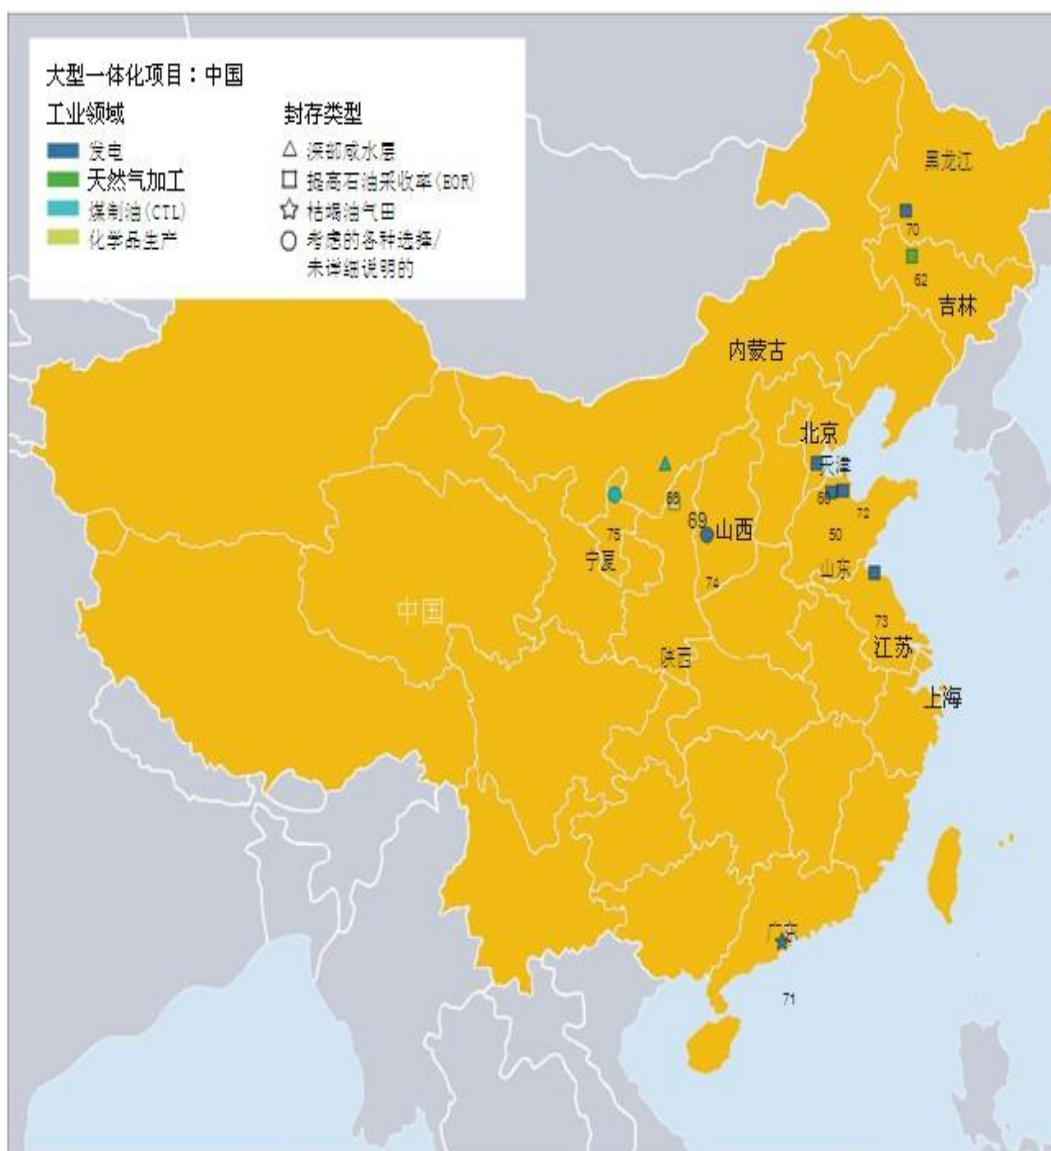 大型一体化项目：中国
工业领域
发电
天然气加工
煤制油(CTL)
化学品生产
封存类型
深部咸水层
提高石油采收率(EOR)
枯竭油气田
考虑的各种选择/
未详细说明的
黑龙江
70
62
吉林
内蒙古
北京
天津
69
山西
72
50
75
宁夏
74
山东
中国
73
江苏
陕西
上海
广东
71